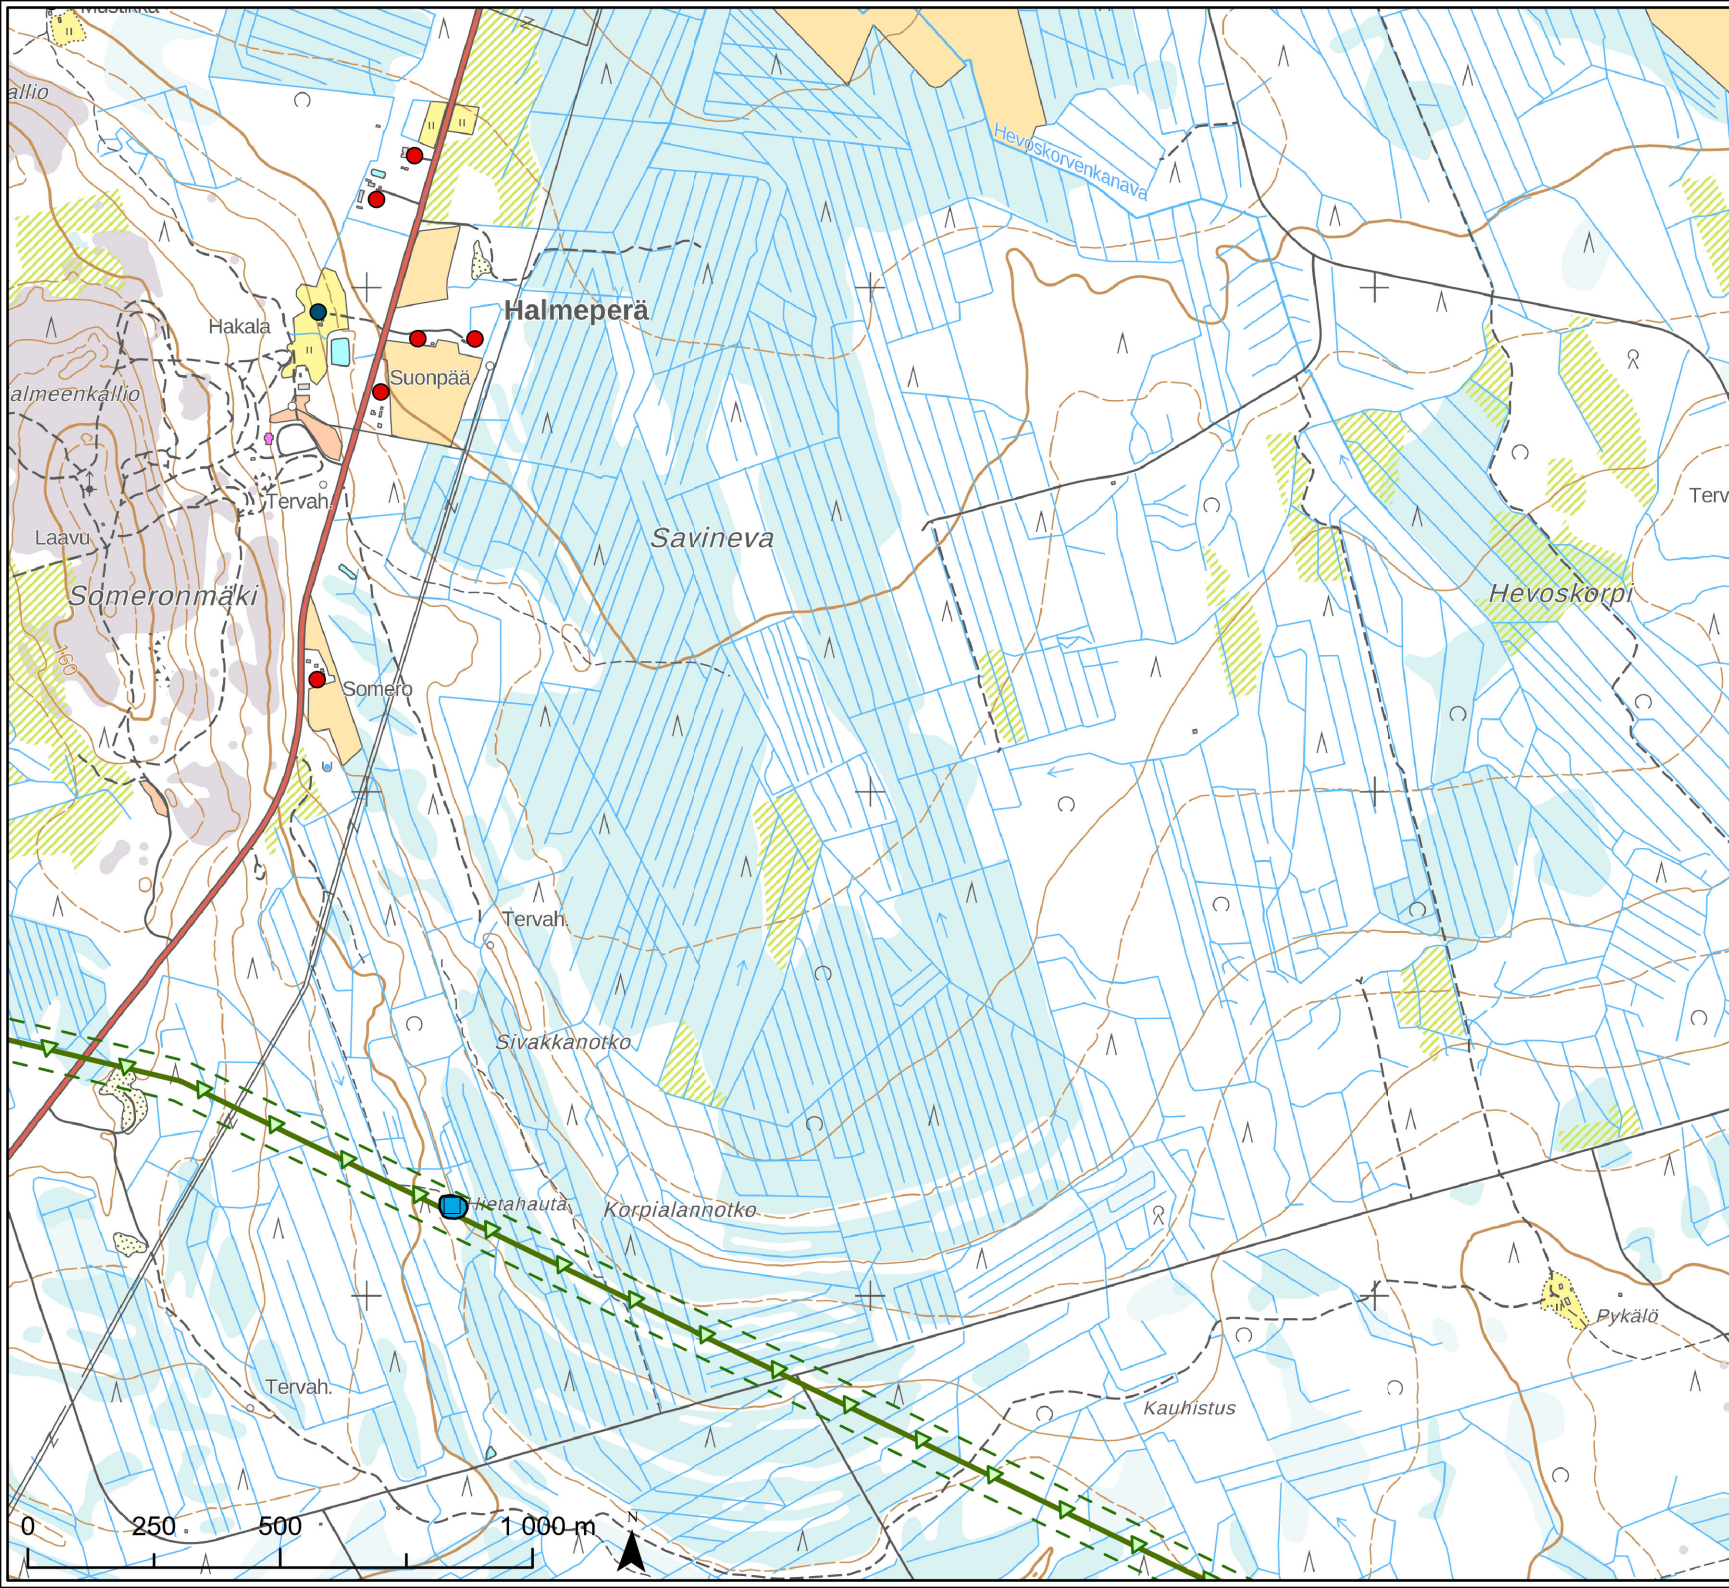 allio
Hevoskorvenkanava
Halmeperä
Hakala
Suonpää
almeenkallio
Terv
Tervah.
Laavu
Savineva
Someronmäki
Hevoskorpi
160
Somero
Tervah.
Sivakkanotko
Hietahauta
Korpialannotko
Pykälö
Tervah.
Kauhistus
0 250 500 1 000 m
N